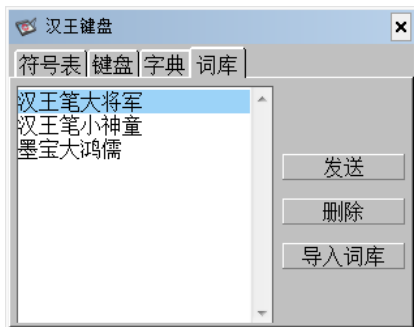 汉王键盘
符号表 键盘 字典 词库
汉王笔大将军
汉王笔小神童
墨宝大鸿儒
发送
删除
导入词库